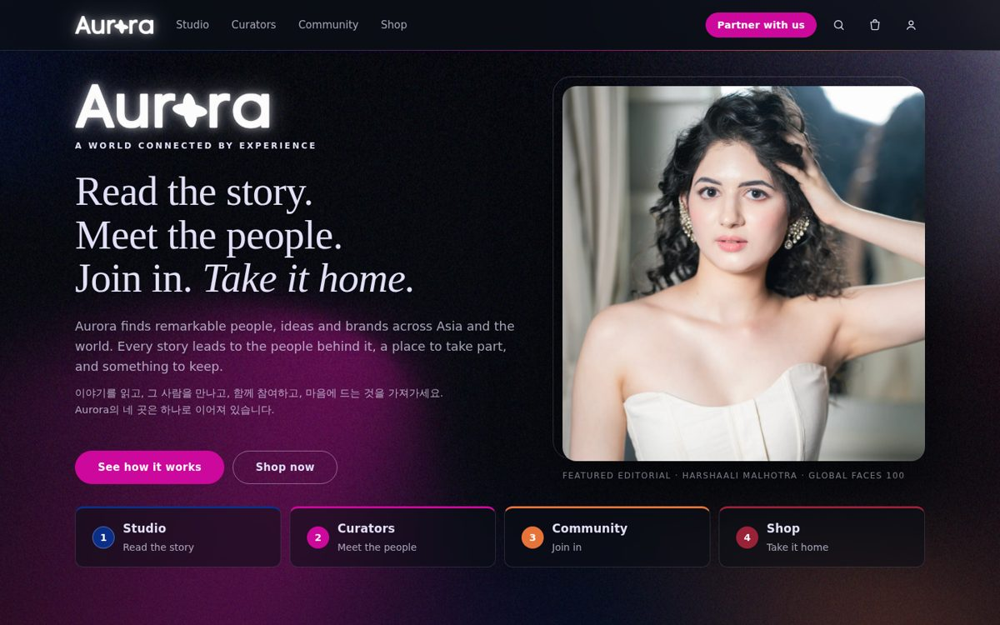 Aurora
Studio
Curators
Community
Shop
Partner with us
Aurora
A WORLD CONNECTED BY EXPERIENCE
Read the story.
Meet the people.
Join in. Take it home.
Aurora finds remarkable people, ideas and brands across Asia and the
world. Every story leads to the people behind it, a place to take part,
and something to keep.
이야기를 읽고, 그 사람을 만나고, 함께 참여하고, 마음에 드는 것을 가져가세요.
Aurora의 네 곳은 하나로 이어져 있습니다.
See how it works
Shop now
FEATURED EDITORIAL · HARSHAALI MALHOTRA · GLOBAL FACES 100
1
Studio
Read the story
2
Curators
Meet the people
3
Community
Join in
4
Shop
Take it home